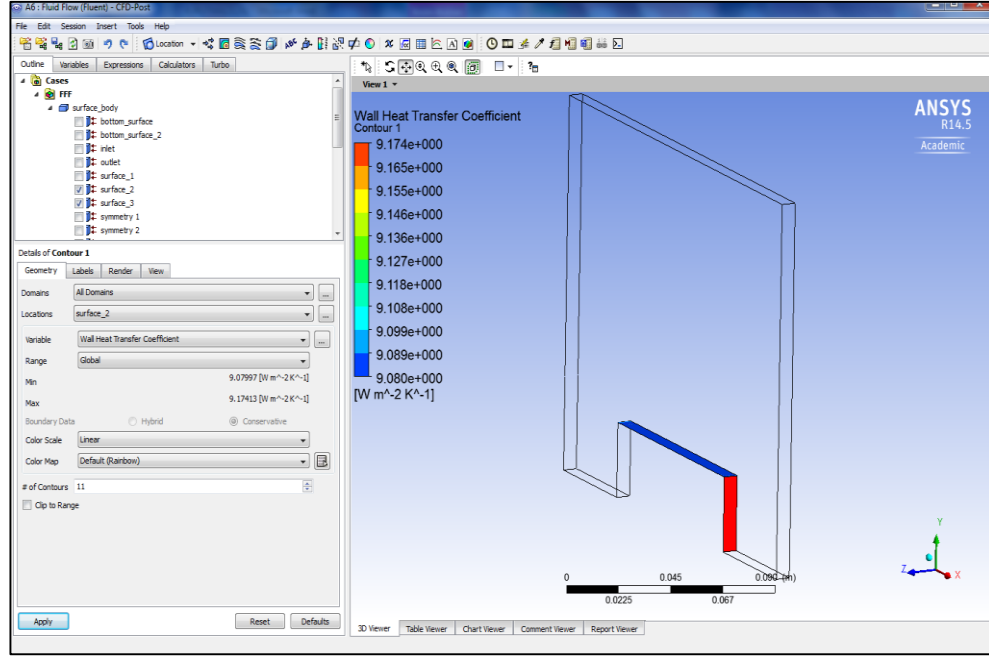 A6 : Fluid Flow (Fluent) - CFD-Post
File Edit Session Insert Tools Help
Location
Outline Variables Expressions Calculators Turbo
Cases
FFF
surface_body
bottom_surface
bottom_surface_2
inlet
outlet
surface_1
surface_2
surface_3
symmetry 1
symmetry 2
Details of Contour 1
Geometry Labels Render View
Domains All Domains ...
Locations surface_2 ...
Variable Wall Heat Transfer Coefficient ...
Range Global
Min 9.07997 [W m^-2 K^-1]
Max 9.17413 [W m^-2 K^-1]
Boundary Data Hybrid Conservative
Color Scale Linear
Color Map Default (Rainbow)
# of Contours 11
Clip to Range
Apply Reset Defaults
View 1
Wall Heat Transfer Coefficient
Contour 1
9.174e+000
9.165e+000
9.155e+000
9.146e+000
9.136e+000
9.127e+000
9.118e+000
9.108e+000
9.099e+000
9.089e+000
9.080e+000
[W m^-2 K^-1]
ANSYS
R14.5
Academic
Y
Z X
0 0.045 0.090 (m)
0.0225 0.067
3D Viewer Table Viewer Chart Viewer Comment Viewer Report Viewer